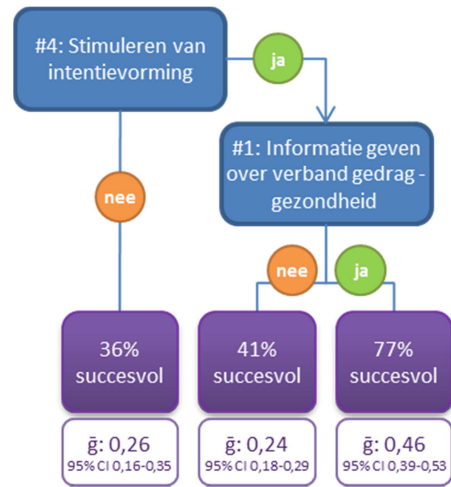 #4: Stimuleren van
intentievorming
ja
#1: Informatie geven
over verband gedrag -
gezondheid
nee
nee
ja
36%
succesvol
41%
succesvol
77%
succesvol
ḡ: 0,26
95% CI 0,16-0,35
ḡ: 0,24
95% CI 0,18-0,29
ḡ: 0,46
95% CI 0,39-0,53